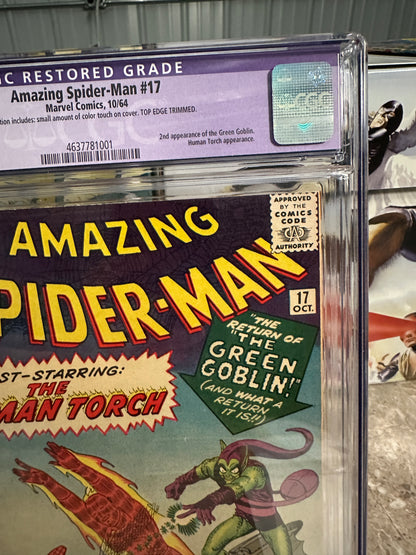 IC RESTORED GRADE
Amazing Spider-Man #17
Marvel Comics, 10/64
tion includes: small amount of color touch on cover. TOP EDGE TRIMMED.
2nd appearance of the Green Goblin.
Human Torch appearance.
4637781001
APPROVED
BY THE
COMICS
CODE
AUTHORITY
AMAZING
PIDER-MAN
17
OCT.
"THE
RETURN OF
"THE
GREEN
GOBLIN!"
(AND WHAT A
RETURN
IT IS!!)
ST-STARRING:
THE
MAN TORCH